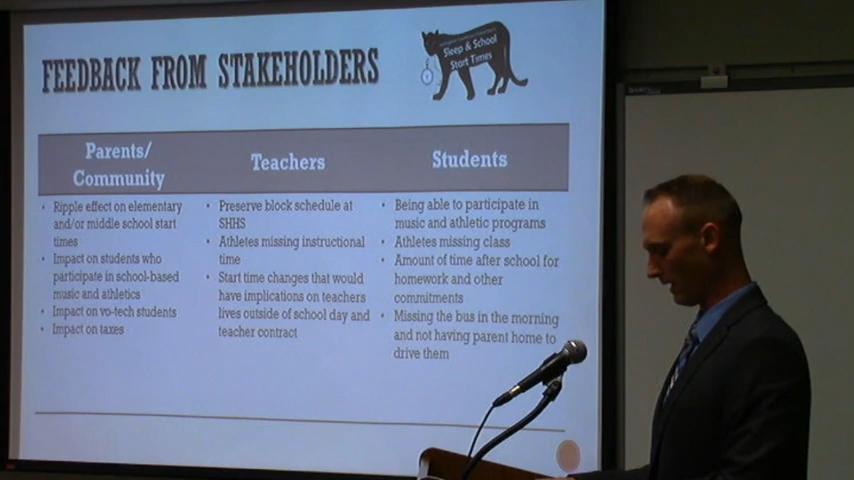 FEEDBACK FROM STAKEHOLDERS
Sleep & School
Start Times
Parents/
Community
Teachers
Students
• Ripple effect on elementary
and/or middle school start
times
• Impact on students who
participate in school-based
music and athletics
• Impact on vo-tech students
• Impact on taxes
• Preserve block schedule at
SHHS
• Athletes missing instructional
time
• Start time changes that would
have implications on teachers
lives outside of school day and
teacher contract
• Being able to participate in
music and athletic programs
• Athletes missing class
• Amount of time after school for
homework and other
commitments
• Missing the bus in the morning
and not having parent home to
drive them